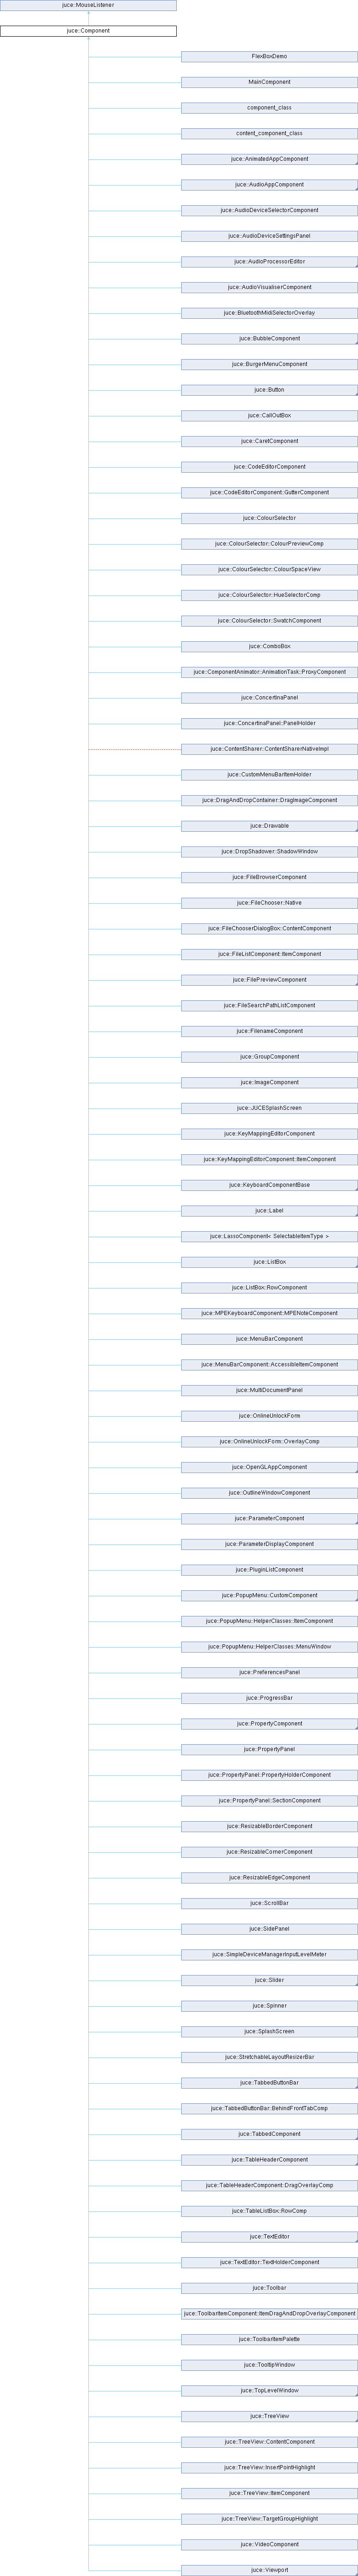 juce::MouseListener
juce::Component
FlexBoxDemo
MainComponent
component_class
content_component_class
juce::AnimatedAppComponent
juce::AudioAppComponent
juce::AudioDeviceSelectorComponent
juce::AudioDeviceSettingsPanel
juce::AudioProcessorEditor
juce::AudioVisualiserComponent
juce::BluetoothMidiSelectorOverlay
juce::BubbleComponent
juce::BurgerMenuComponent
juce::Button
juce::CallOutBox
juce::CaretComponent
juce::CodeEditorComponent
juce::CodeEditorComponent::GutterComponent
juce::ColourSelector
juce::ColourSelector::ColourPreviewComp
juce::ColourSelector::ColourSpaceView
juce::ColourSelector::HueSelectorComp
juce::ColourSelector::SwatchComponent
juce::ComboBox
juce::ComponentAnimator::AnimationTask::ProxyComponent
juce::ConcertinaPanel
juce::ConcertinaPanel::PanelHolder
juce::ContentSharer::ContentSharerNativeImpl
juce::CustomMenuBarItemHolder
juce::DragAndDropContainer::DragImageComponent
juce::Drawable
juce::DropShadower::ShadowWindow
juce::FileBrowserComponent
juce::FileChooser::Native
juce::FileChooserDialogBox::ContentComponent
juce::FileListComponent::ItemComponent
juce::FilePreviewComponent
juce::FileSearchPathListComponent
juce::FilenameComponent
juce::GroupComponent
juce::ImageComponent
juce::JUCESplashScreen
juce::KeyMappingEditorComponent
juce::KeyMappingEditorComponent::ItemComponent
juce::KeyboardComponentBase
juce::Label
juce::LassoComponent< SelectableItemType >
juce::ListBox
juce::ListBox::RowComponent
juce::MPEKeyboardComponent::MPENoteComponent
juce::MenuBarComponent
juce::MenuBarComponent::AccessibleItemComponent
juce::MultiDocumentPanel
juce::OnlineUnlockForm
juce::OnlineUnlockForm::OverlayComp
juce::OpenGLAppComponent
juce::OutlineWindowComponent
juce::ParameterComponent
juce::ParameterDisplayComponent
juce::PluginListComponent
juce::PopupMenu::CustomComponent
juce::PopupMenu::HelperClasses::ItemComponent
juce::PopupMenu::HelperClasses::MenuWindow
juce::PreferencesPanel
juce::ProgressBar
juce::PropertyComponent
juce::PropertyPanel
juce::PropertyPanel::PropertyHolderComponent
juce::PropertyPanel::SectionComponent
juce::ResizableBorderComponent
juce::ResizableCornerComponent
juce::ResizableEdgeComponent
juce::ScrollBar
juce::SidePanel
juce::SimpleDeviceManagerInputLevelMeter
juce::Slider
juce::Spinner
juce::SplashScreen
juce::StretchableLayoutResizerBar
juce::TabbedButtonBar
juce::TabbedButtonBar::BehindFrontTabComp
juce::TabbedComponent
juce::TableHeaderComponent
juce::TableHeaderComponent::DragOverlayComp
juce::TableListBox::RowComp
juce::TextEditor
juce::TextEditor::TextHolderComponent
juce::Toolbar
juce::ToolbarItemComponent::ItemDragAndDropOverlayComponent
juce::ToolbarItemPalette
juce::TooltipWindow
juce::TopLevelWindow
juce::TreeView
juce::TreeView::ContentComponent
juce::TreeView::InsertPointHighlight
juce::TreeView::ItemComponent
juce::TreeView::TargetGroupHighlight
juce::VideoComponent
juce::Viewport